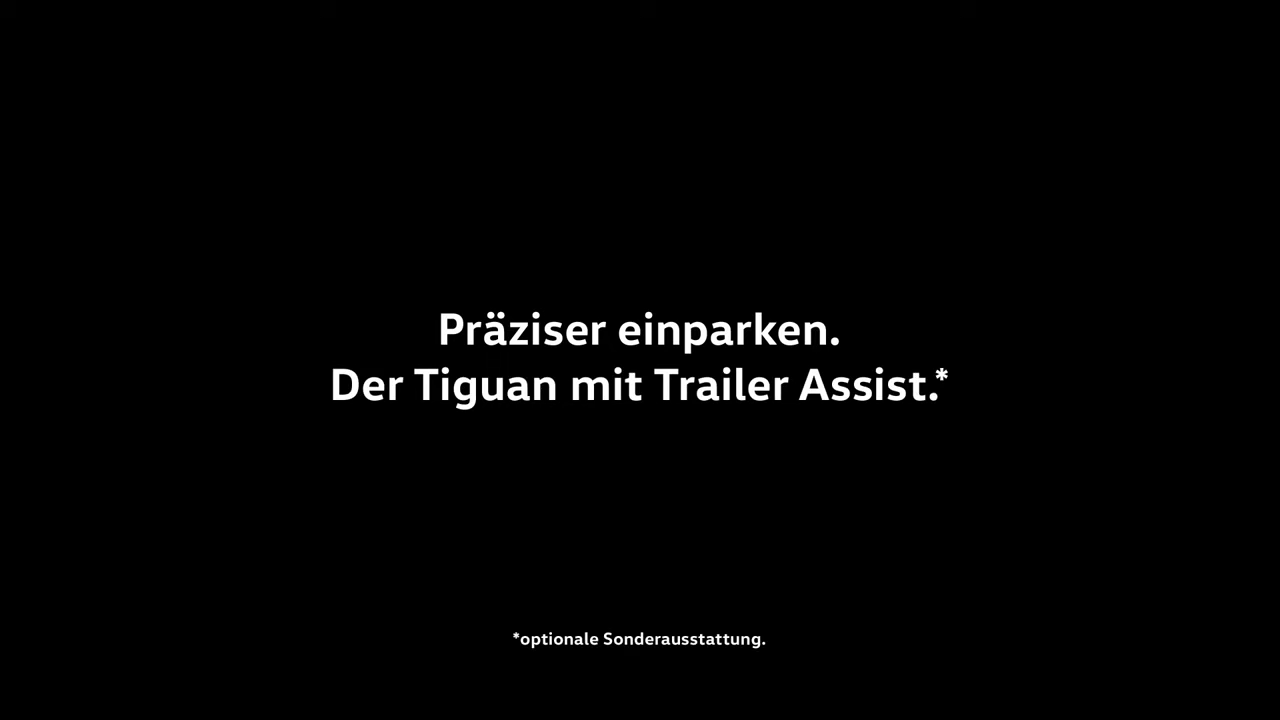 Präziser einparken.
Der Tiguan mit Trailer Assist.*
*optionale Sonderausstattung.